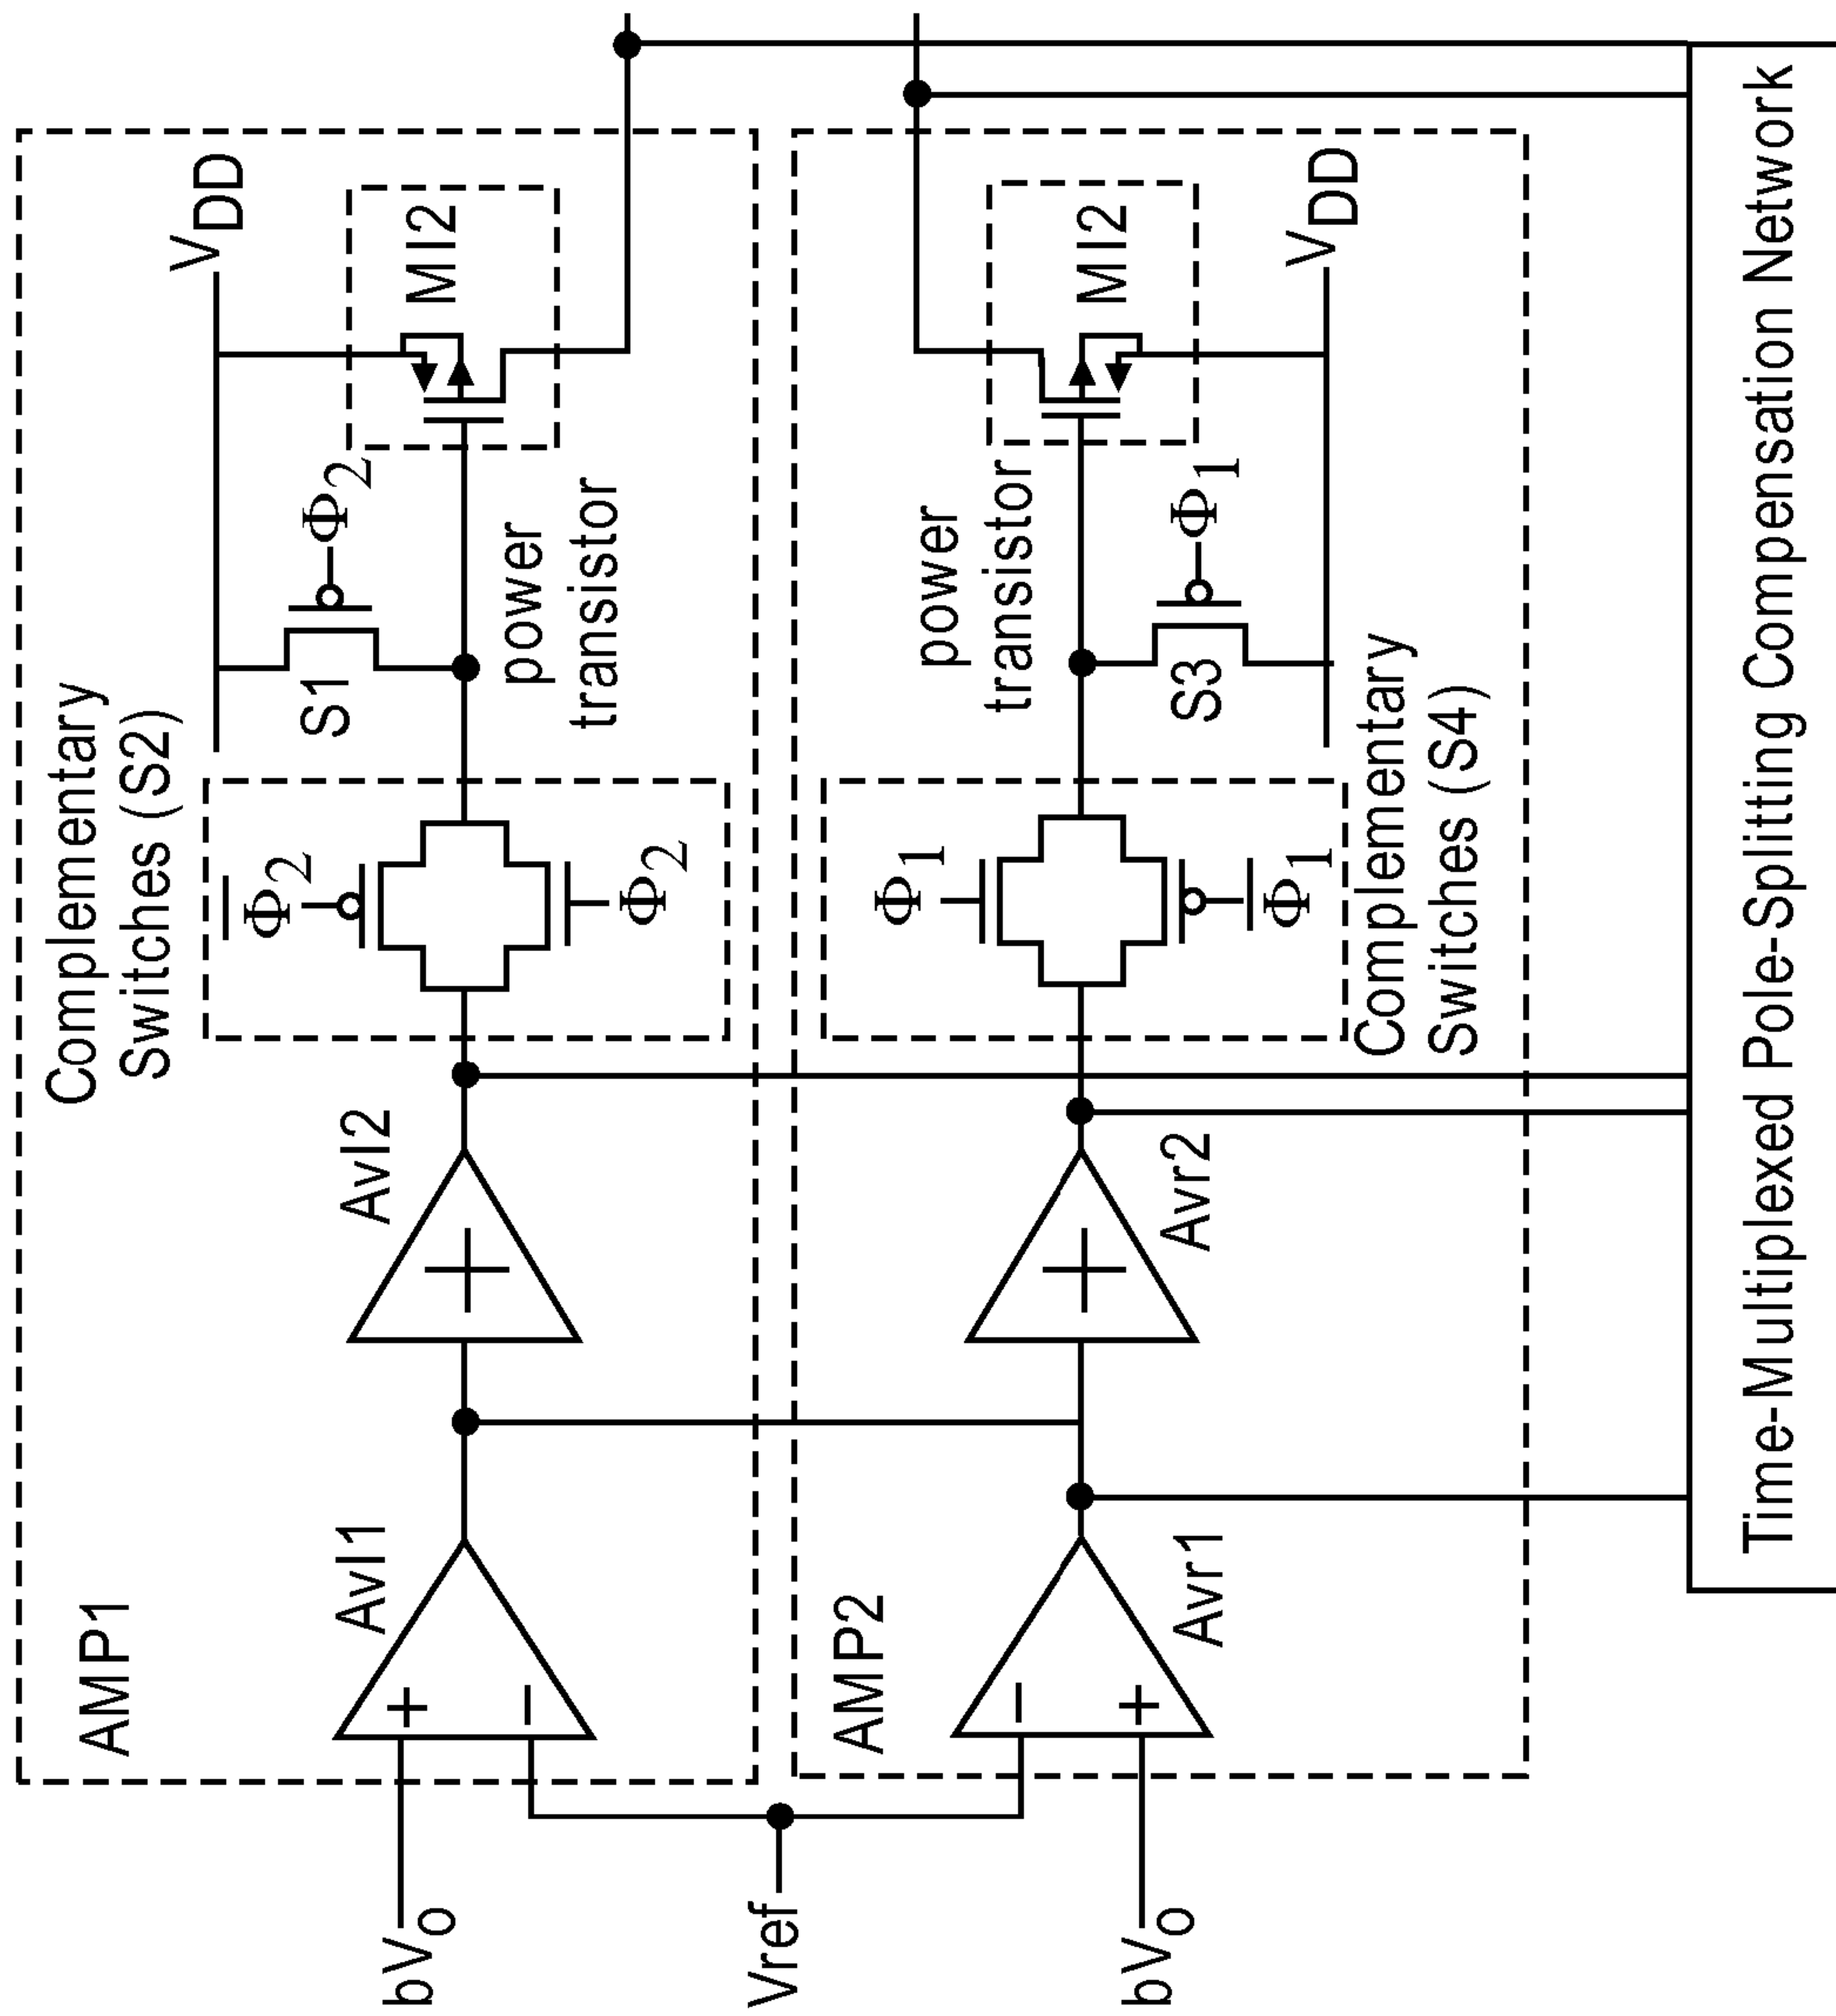 AMP1
Complementary
Switches (S2)
VDD
Φ2
S1
MI2
Φ2
Φ2
power
transistor
AvI1
AvI2
+
−
+
bVo
Vref
bVo
AMP2
−
+
Avr1
+
Avr2
Φ1
Φ1
power
transistor
MI2
S3
Φ1
VDD
Complementary
Switches (S4)
Time-Multiplexed Pole-Splitting Compensation Network